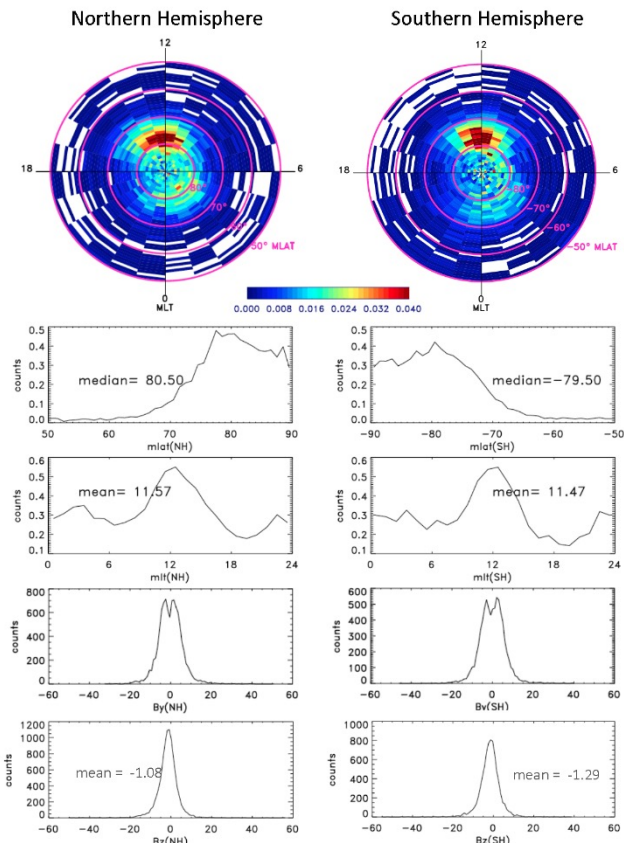 Northern Hemisphere
Southern Hemisphere
12
12
18
6
18
6
80°
70°
60°
50° MLAT
-80°
-70°
-60°
-50° MLAT
0
MLT
0
MLT
0.000 0.008 0.016 0.024 0.032 0.040
counts
0.5
0.4
0.3
0.2
0.1
0.0
median= 80.50
50 60 70 80 90
mlat(NH)
counts
0.5
0.4
0.3
0.2
0.1
0.0
median=-79.50
-90 -80 -70 -60 -50
mlat(SH)
counts
0.6
0.5
0.4
0.3
0.2
0.1
mean= 11.57
0 6 12 18 24
mlt(NH)
counts
0.6
0.5
0.4
0.3
0.2
0.1
mean= 11.47
0 6 12 18 24
mlt(SH)
counts
800
600
400
200
0
-60 -40 -20 0 20 40 60
By(NH)
counts
600
500
400
300
200
100
0
-60 -40 -20 0 20 40 60
By(SH)
counts
1200
1000
800
600
400
200
0
mean = -1.08
-60 -40 -20 0 20 40 60
Bz(NH)
counts
1000
800
600
400
200
0
mean = -1.29
-60 -40 -20 0 20 40 60
Bz(SH)